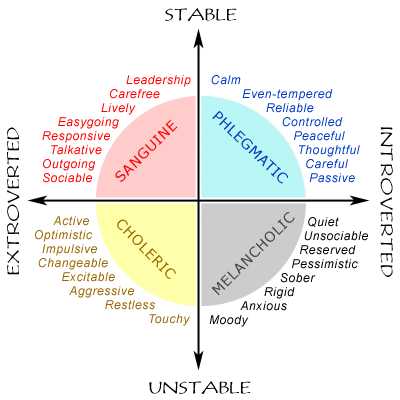 STABLE
Leadership
Carefree
Lively
Easygoing
Responsive
Talkative
Outgoing
Sociable
SANGUINE
Calm
Even-tempered
Reliable
Controlled
Peaceful
Thoughtful
Careful
Passive
PHLEGMATIC
EXTROVERTED
INTROVERTED
Active
Optimistic
Impulsive
Changeable
Excitable
Aggressive
Restless
Touchy
CHOLERIC
Quiet
Unsociable
Reserved
Pessimistic
Sober
Rigid
Anxious
Moody
MELANCHOLIC
UNSTABLE